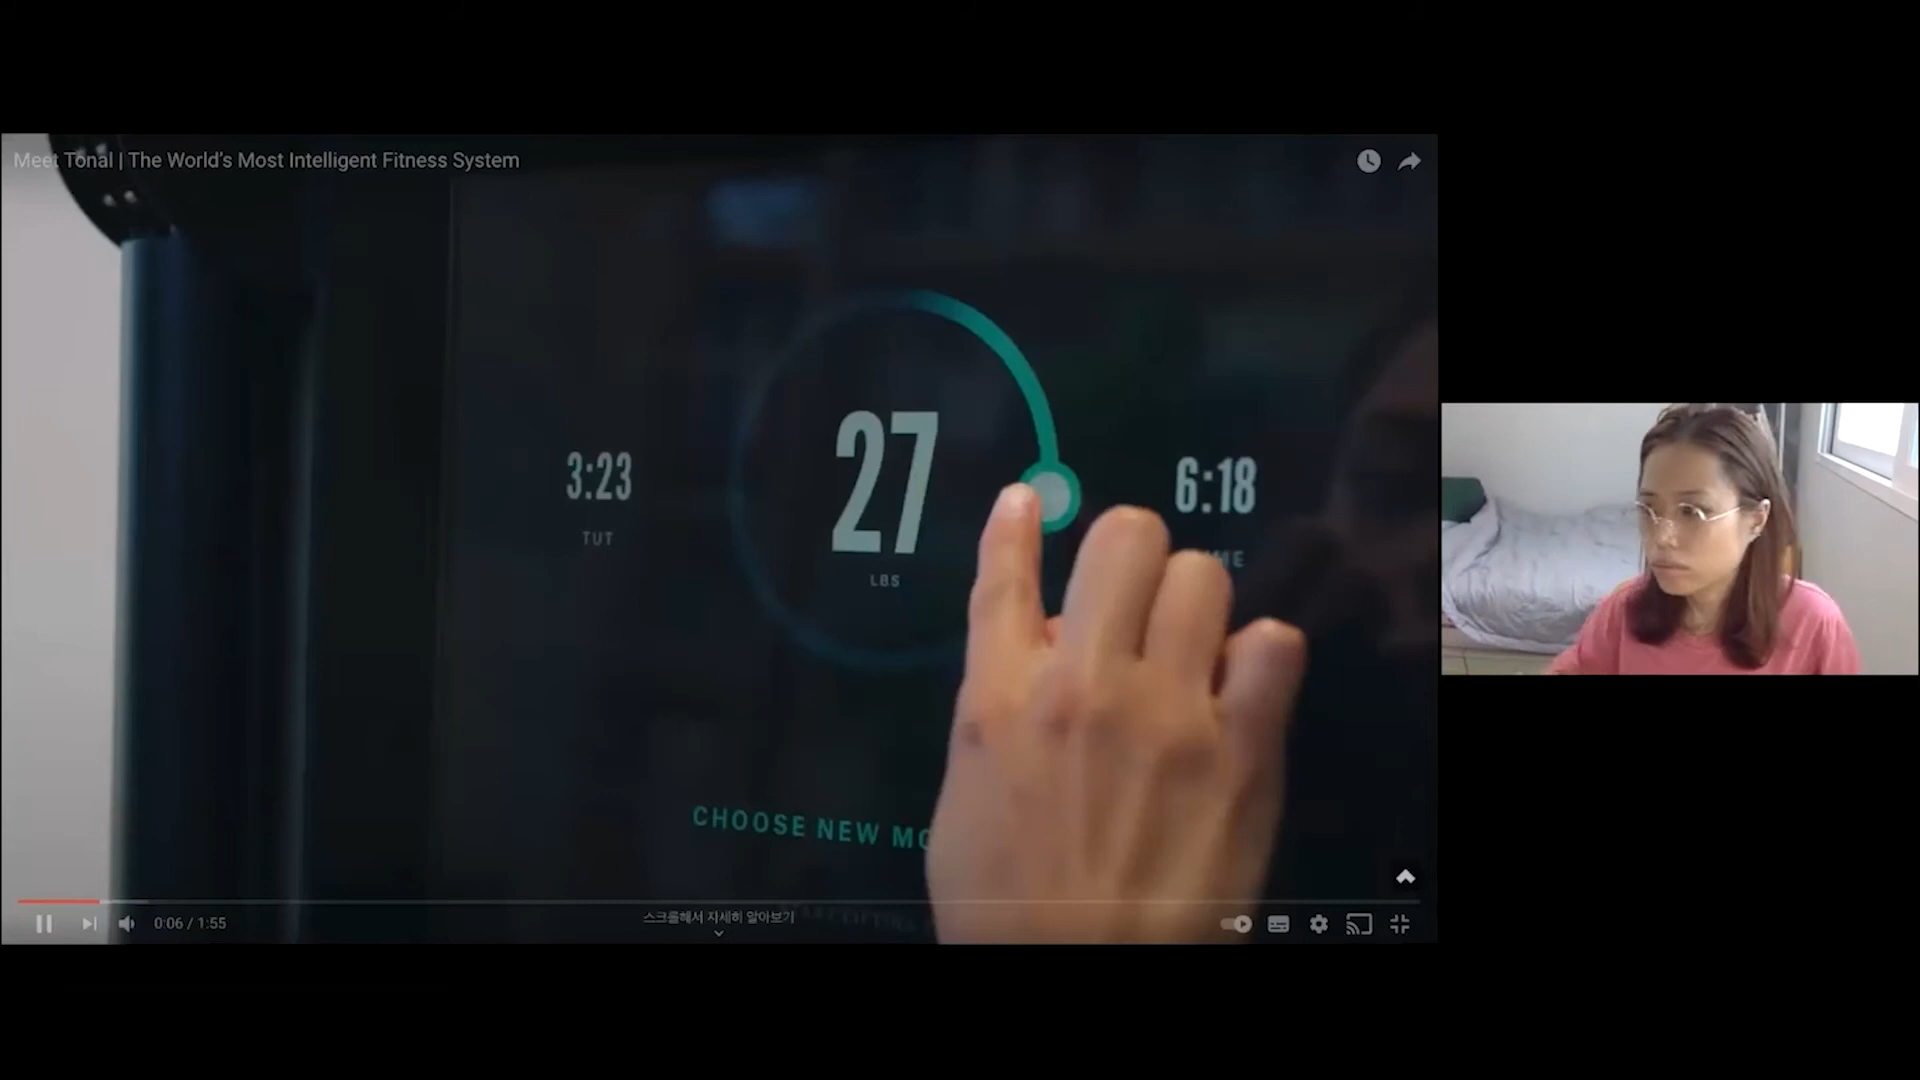 Meet Tonal | The World's Most Intelligent Fitness System
3:23
TUT
27
LBS
6:18
CHOOSE NEW
스크롤해서 자세히 알아보기
0:06 / 1:55